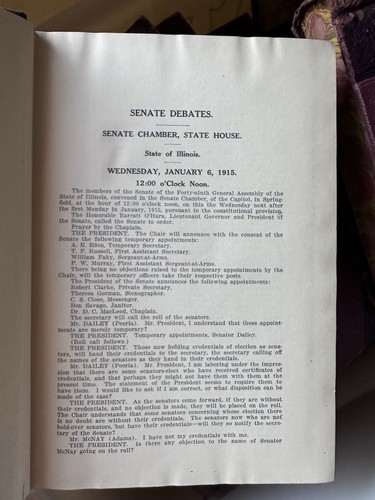 SENATE DEBATES.
SENATE CHAMBER, STATE HOUSE.
State of Illinois.
WEDNESDAY, JANUARY 6, 1915.
12:00 o'Clock Noon.
The members of the Senate of the Forty-ninth General Assembly of the
State of Illinois, convened in the Senate Chamber, of the Capitol, in Spring-
field, at the hour of 12:00 o'clock noon, on this the Wednesday next after
the first Monday in January, 1915, pursuant to the constitutional provision.
The Honorable Barratt O'Hara, Lieutenant Governor and President of
the Senate, called the Senate to order.
Prayer by the Chaplain.
THE PRESIDENT. The Chair will announce with the consent of the
Senate the following temporary appointments:
A. E. Eden, Temporary Secretary.
T. F. Russell, First Assistant Secretary.
William Fahy, Sergeant-at-Arms.
P. W. Murray, First Assistant Sergeant-at-Arms.
There being no objections raised to the temporary appointments by the
Chair, will the temporary officers take their respective posts.
The President of the Senate announces the following appointments:
Robert Clarke, Private Secretary.
Theresa Gorman, Stenographer.
C. S. Close, Messenger.
Don Savage, Janitor.
Dr. D. C. MacLeod, Chaplain.
The secretary will call the roll of the senators.
Mr. DAILEY (Peoria). Mr. President, I understand that these appoint-
ments are merely temporary?
THE PRESIDENT. Temporary appointments, Senator Dailey.
(Roll call follows.)
THE PRESIDENT. Those now holding credentials of election as sena-
tors, will hand their credentials to the secretary, the secretary calling off
the names of the senators as they hand in their credentials.
Mr. DAILEY (Peoria). Mr. President, I am laboring under the impres-
sion that there are some senators-elect who have received certificates of
credentials, and that perhaps they might not have them with them at the
present time. The statement of the President seems to require them to
have them. I would like to ask if I am correct, or what disposition can be
made of the case?
THE PRESIDENT. As the senators come forward, if they are without
their credentials, and no objection is made, they will be placed on the roll.
The Chair understands that some senators concerning whose election there
is no doubt are without their credentials. The senators now who are not
hold-over senators, but have their credentials—will they so notify the secre-
tary of the Senate?
Mr. McNAY (Adams). I have not my credentials with me.
THE PRESIDENT. Is there any objection to the name of Senator
McNay going on the roll?